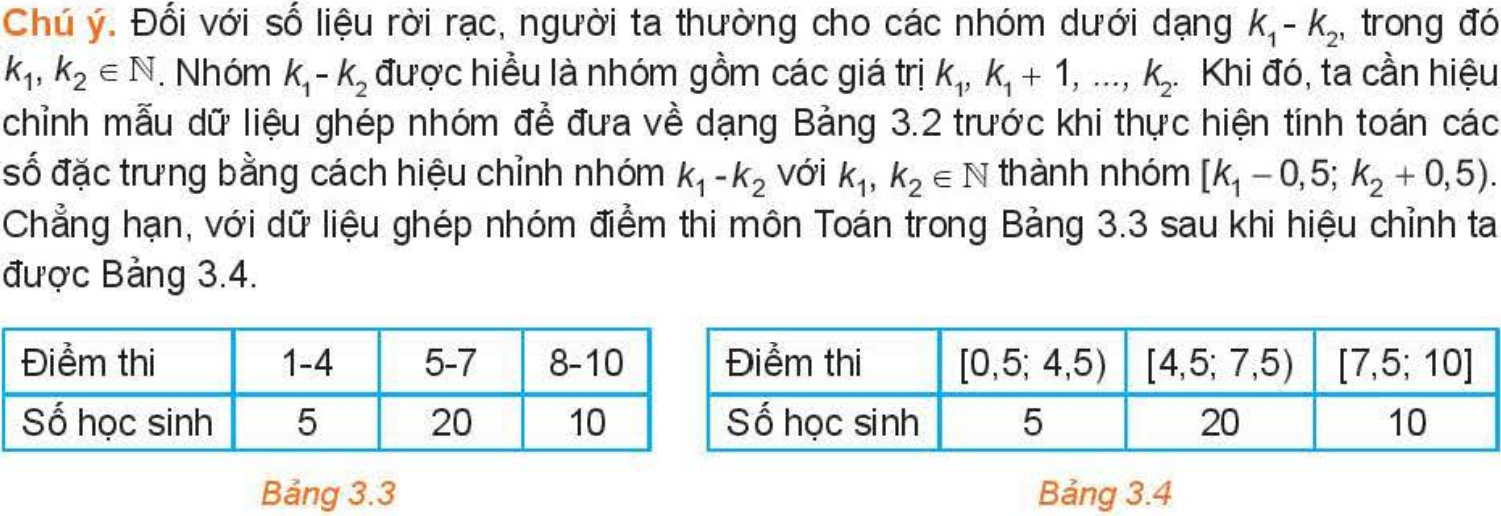 Chú ý. Đối với số liệu rời rạc, người ta thường cho các nhóm dưới dạng k₁ - k₂, trong đó
k₁, k₂ ∈ ℕ. Nhóm k₁ - k₂ được hiểu là nhóm gồm các giá trị k₁, k₁ + 1, ..., k₂. Khi đó, ta cần hiệu
chỉnh mẫu dữ liệu ghép nhóm để đưa về dạng Bảng 3.2 trước khi thực hiện tính toán các
số đặc trưng bằng cách hiệu chỉnh nhóm k₁ - k₂ với k₁, k₂ ∈ ℕ thành nhóm [k₁ – 0,5; k₂ + 0,5).
Chẳng hạn, với dữ liệu ghép nhóm điểm thi môn Toán trong Bảng 3.3 sau khi hiệu chỉnh ta
được Bảng 3.4.
Điểm thi 1-4 5-7 8-10
Số học sinh 5 20 10
Bảng 3.3
Điểm thi [0,5; 4,5) [4,5; 7,5) [7,5; 10]
Số học sinh 5 20 10
Bảng 3.4